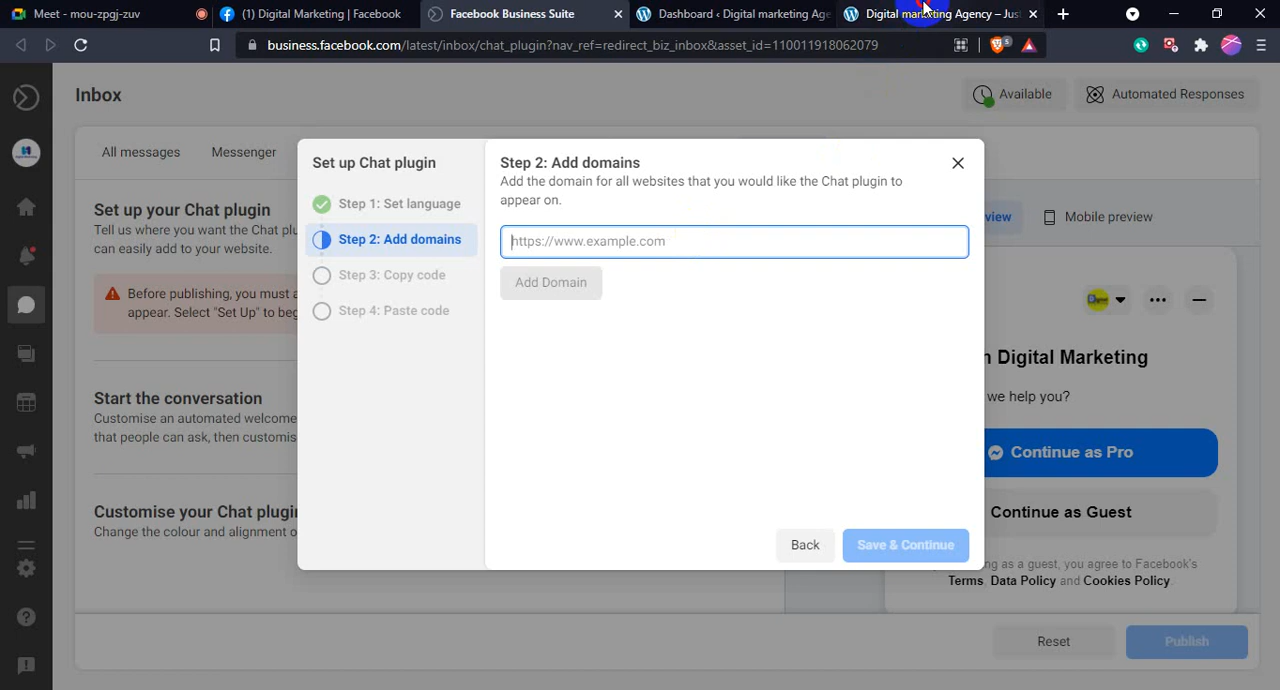 Meet - mou-zpgj-zuv
(1) Digital Marketing | Facebook
Facebook Business Suite
Dashboard ‹ Digital marketing Age
Digital marketing Agency – Jus
business.facebook.com/latest/inbox/chat_plugin?nav_ref=redirect_biz_inbox&asset_id=110011918062079
5
Inbox
Available
Automated Responses
All messages
Messenger
Set up your Chat plugin
Tell us where you want the Chat plu
can easily add to your website.
Before publishing, you must a
appear. Select "Set Up" to beg
Start the conversation
Customise an automated welcome
that people can ask, then customis
Customise your Chat plugin
Change the colour and alignment o
Set up Chat plugin
Step 1: Set language
Step 2: Add domains
Step 3: Copy code
Step 4: Paste code
Step 2: Add domains
Add the domain for all websites that you would like the Chat plugin to
appear on.
https://www.example.com
Add Domain
Back
Save & Continue
view
Mobile preview
Digital Marketing
we help you?
Continue as Pro
Continue as Guest
ng as a guest, you agree to Facebook's
Terms, Data Policy and Cookies Policy.
Reset
Publish